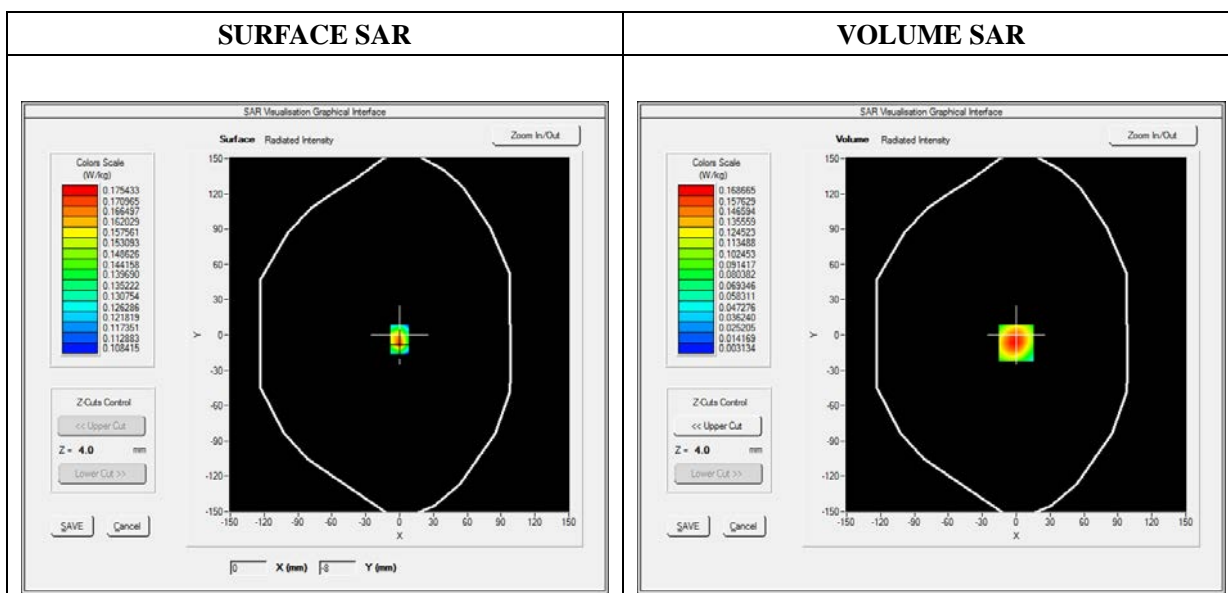 SURFACE SAR
VOLUME SAR
SAR Visualisation Graphical Interface
Surface Radiated Intensity
Zoom In/Out
Colors Scale
(W/kg)
0.175433
0.170965
0.166497
0.162029
0.157561
0.153093
0.148626
0.144158
0.139690
0.135222
0.130754
0.126286
0.121819
0.117351
0.112883
0.108415
Z-Cuts Control
<< Upper Cut
Z = 4.0 mm
Lower Cut >>
SAVE
Cancel
Y
150
120
90
60
30
0
-30
-60
-90
-120
-150
-150 -120 -90 -60 -30 0 30 60 90 120 150
X
0 X (mm) -8 Y (mm)
SAR Visualisation Graphical Interface
Volume Radiated Intensity
Zoom In/Out
Colors Scale
(W/kg)
0.168665
0.157629
0.146594
0.135559
0.124523
0.113488
0.102453
0.091417
0.080382
0.069346
0.058311
0.047276
0.036240
0.025205
0.014169
0.003134
Z-Cuts Control
<< Upper Cut
Z = 4.0 mm
Lower Cut >>
SAVE
Cancel
Y
150
120
90
60
30
0
-30
-60
-90
-120
-150
-150 -120 -90 -60 -30 0 30 60 90 120 150
X